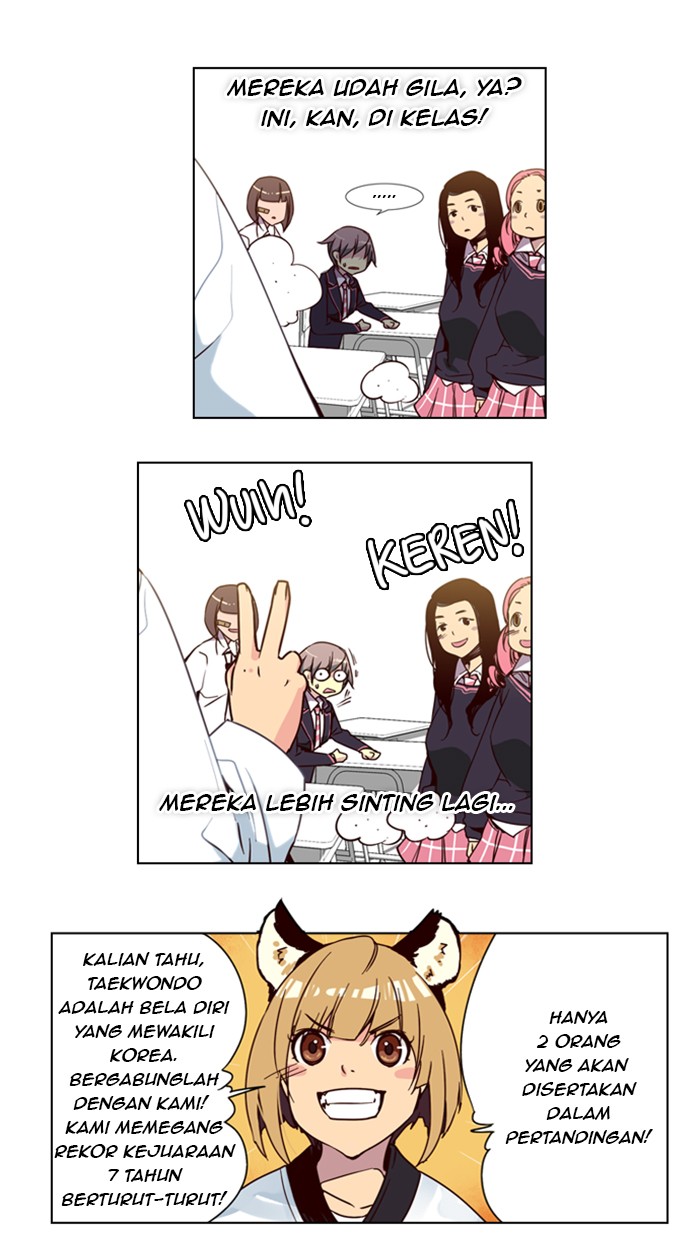 MEREKA UDAH GILA, YA?
INI, KAN, DI KELAS!
.....
WUIH!
KEREN!
MEREKA LEBIH SINTING LAGI...
KALIAN TAHU,
TAEKWONDO
ADALAH BELA DIRI
YANG MEWAKILI
KOREA.
BERGABUNGLAH
DENGAN KAMI!
KAMI MEMEGANG
REKOR KEJUARAAN
7 TAHUN
BERTURUT-TURUT!
HANYA
2 ORANG
YANG AKAN
DISERTAKAN
DALAM
PERTANDINGAN!